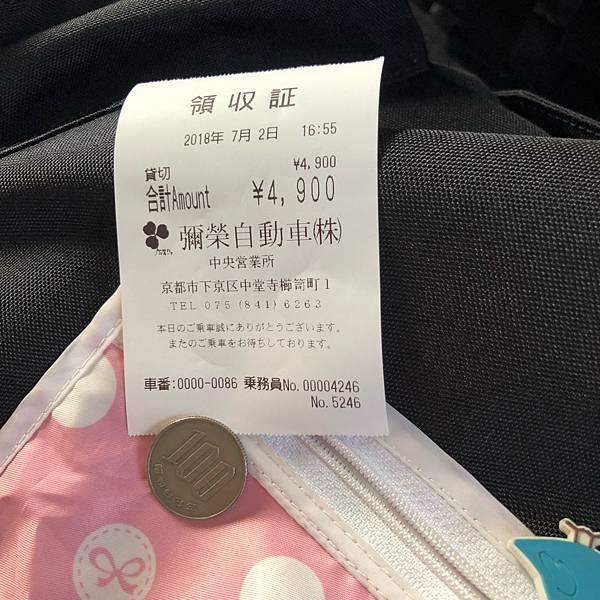 領収証
2018年 7月 2日 16:55
¥4,900
貸切
合計Amount ¥4,900
彌榮自動車㈱
中央営業所
京都市下京区中堂寺櫛笥町1
TEL 075 (841) 6263
本日のご乗車誠にありがとうございます。
またのご乗車をお待ちしております。
車番:0000-0086 乗務員No.00004246
No.5246
100